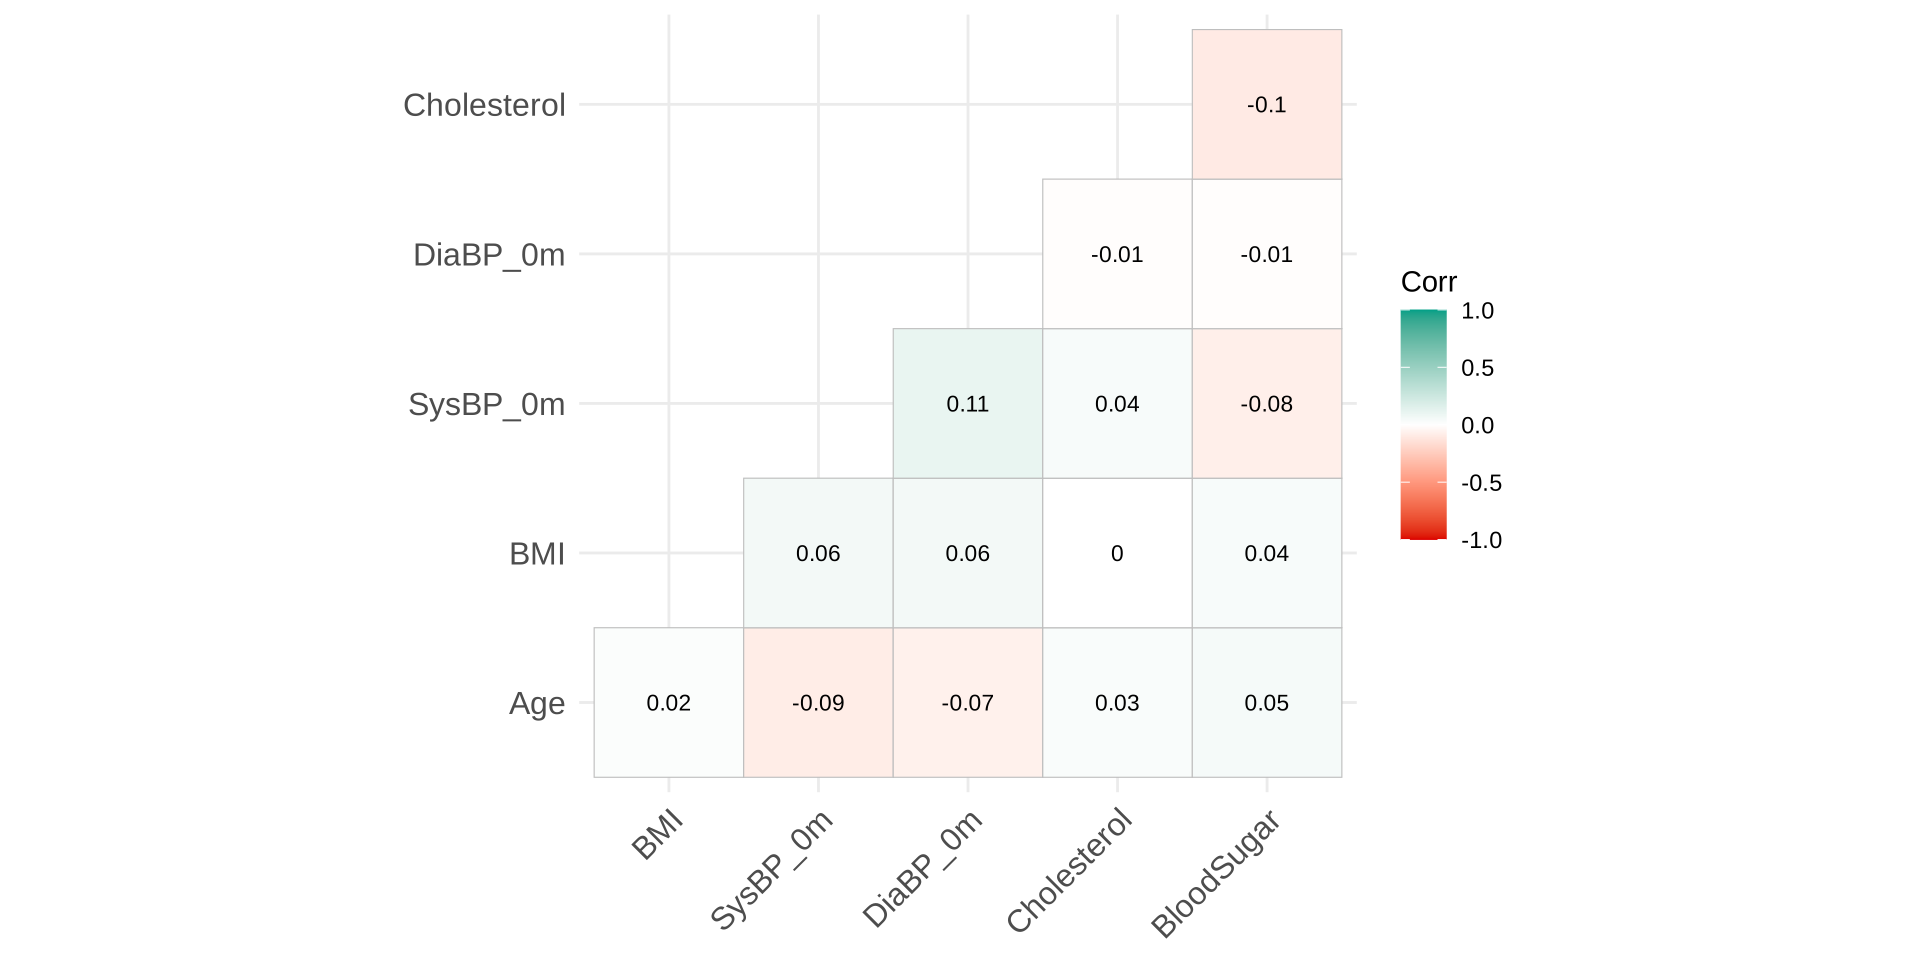 Cholesterol
-0.1
DiaBP_0m
-0.01
-0.01
SysBP_0m
0.11
0.04
-0.08
BMI
0.06
0.06
0
0.04
Age
0.02
-0.09
-0.07
0.03
0.05
BMI
SysBP_0m
DiaBP_0m
Cholesterol
BloodSugar
Corr
1.0
0.5
0.0
-0.5
-1.0